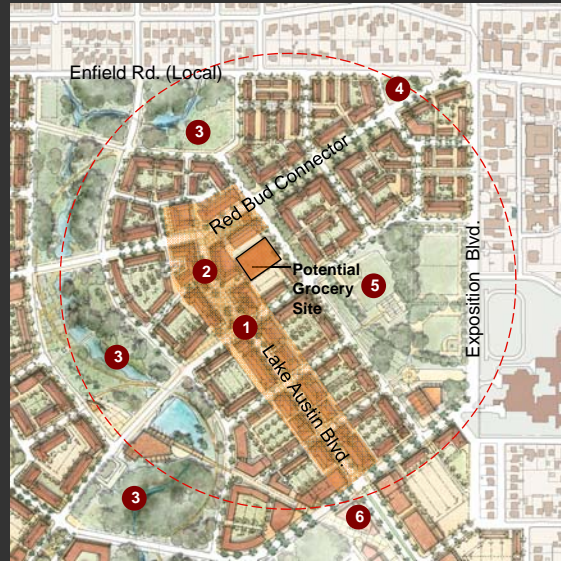 Enfield Rd. (Local)
4
3
Red Bud Connector
2
Potential
Grocery
Site
5
Exposition Blvd.
1
3
Lake Austin Blvd.
3
6